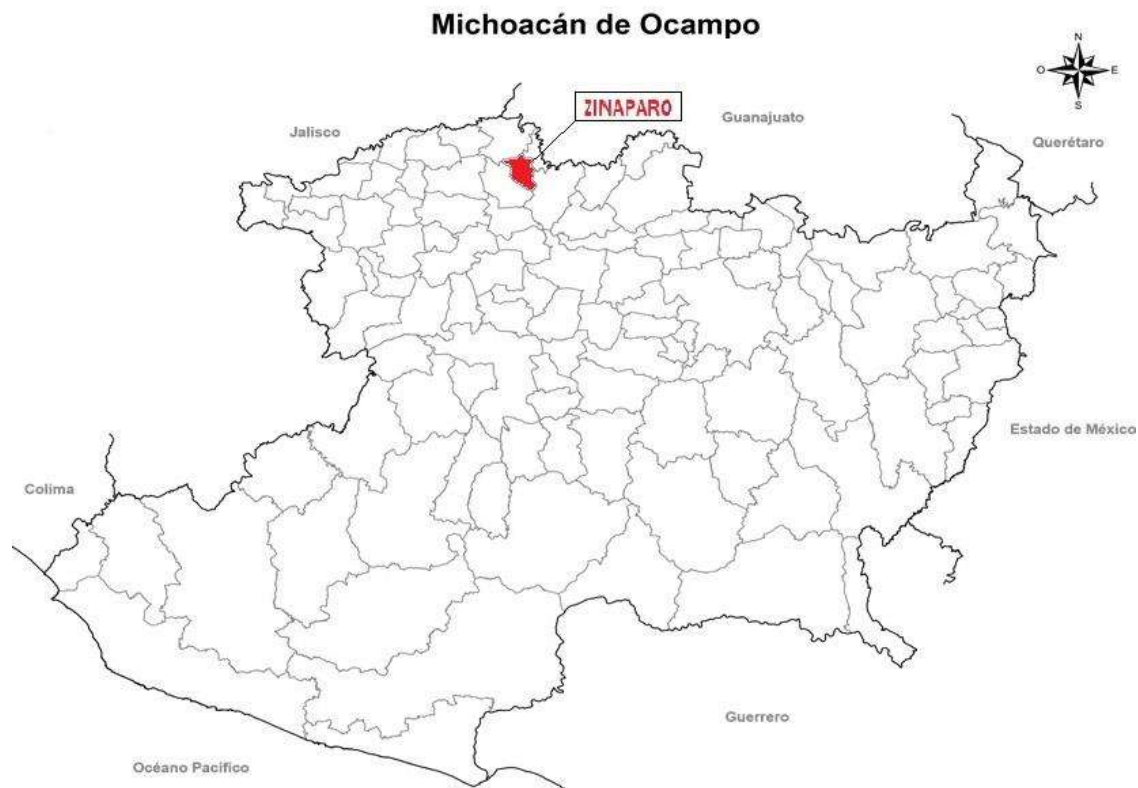 Michoacán de Ocampo
N
O
E
S
ZINAPARO
Guanajuato
Jalisco
Querétaro
Estado de México
Colima
Guerrero
Océano Pacífico